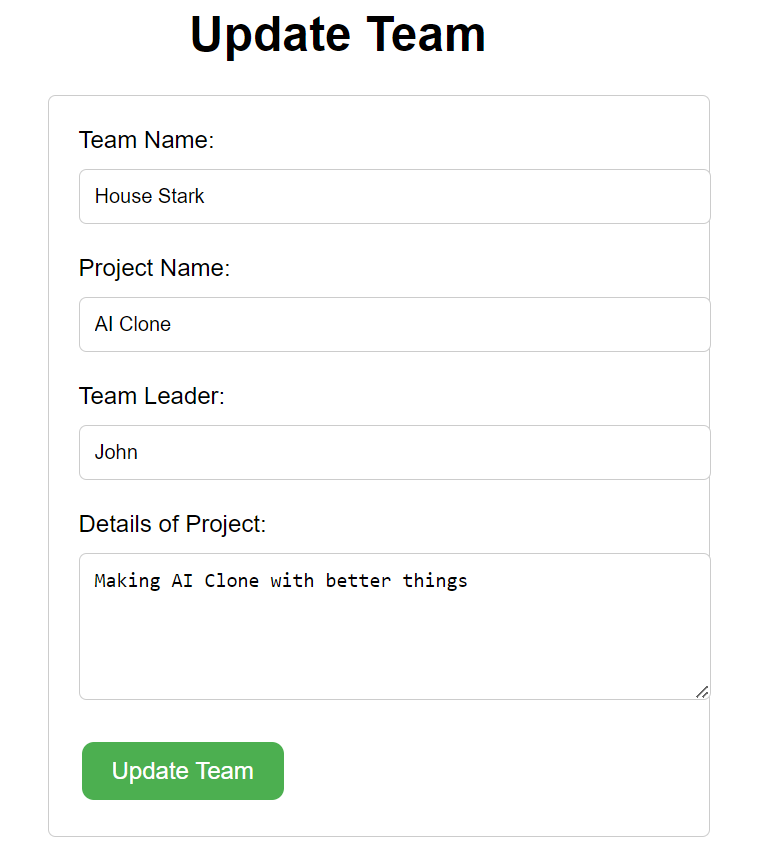 Update Team
Team Name:
House Stark
Project Name:
AI Clone
Team Leader:
John
Details of Project:
Making AI Clone with better things
Update Team